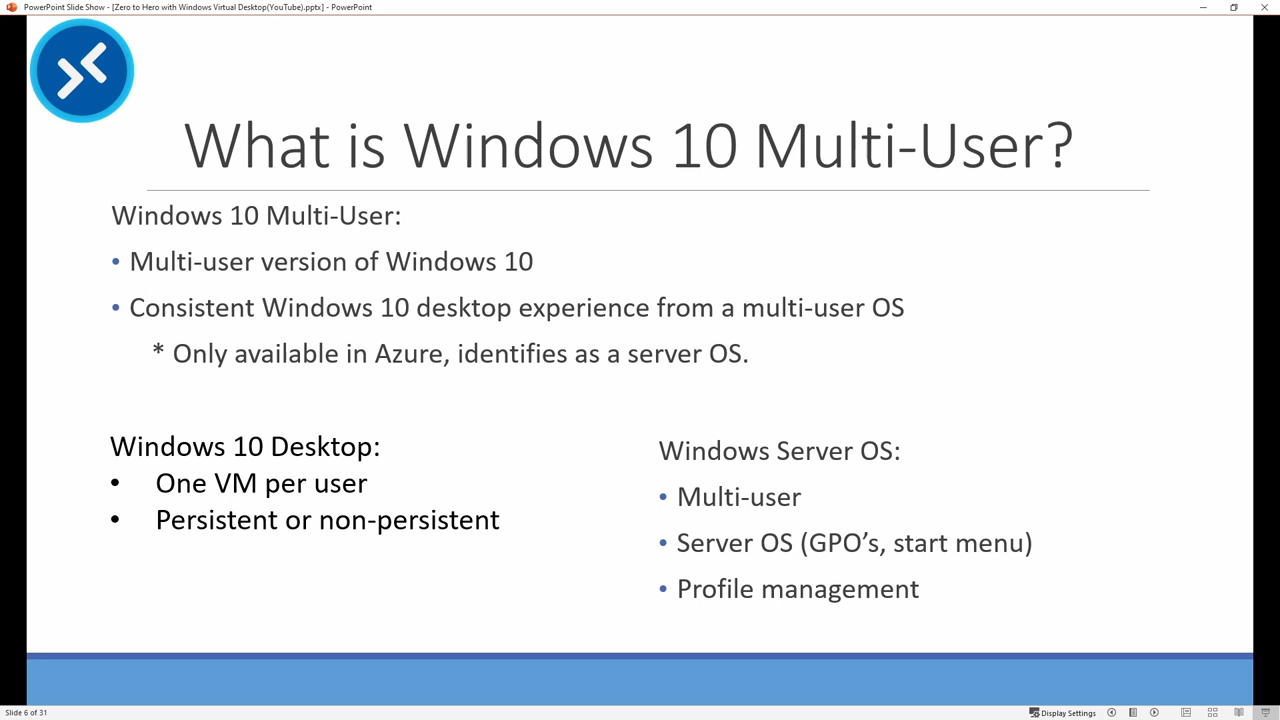 PowerPoint Slide Show - [Zero to Hero with Windows Virtual Desktop(YouTube).pptx] - PowerPoint
What is Windows 10 Multi-User?
Windows 10 Multi-User:
• Multi-user version of Windows 10
• Consistent Windows 10 desktop experience from a multi-user OS
* Only available in Azure, identifies as a server OS.
Windows 10 Desktop:
• One VM per user
• Persistent or non-persistent
Windows Server OS:
• Multi-user
• Server OS (GPO’s, start menu)
• Profile management
Slide 6 of 31
Display Settings